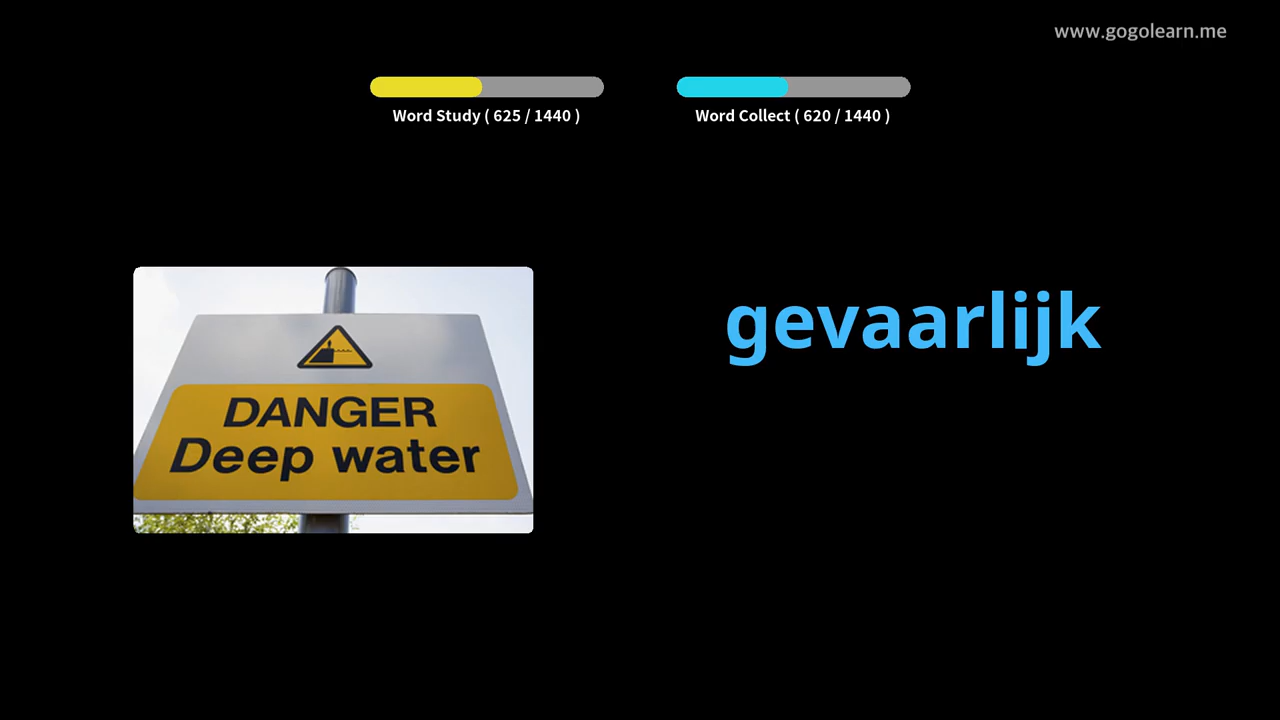 www.gogolearn.me
Word Study ( 625 / 1440 )
Word Collect ( 620 / 1440 )
DANGER
Deep water
gevaarlijk